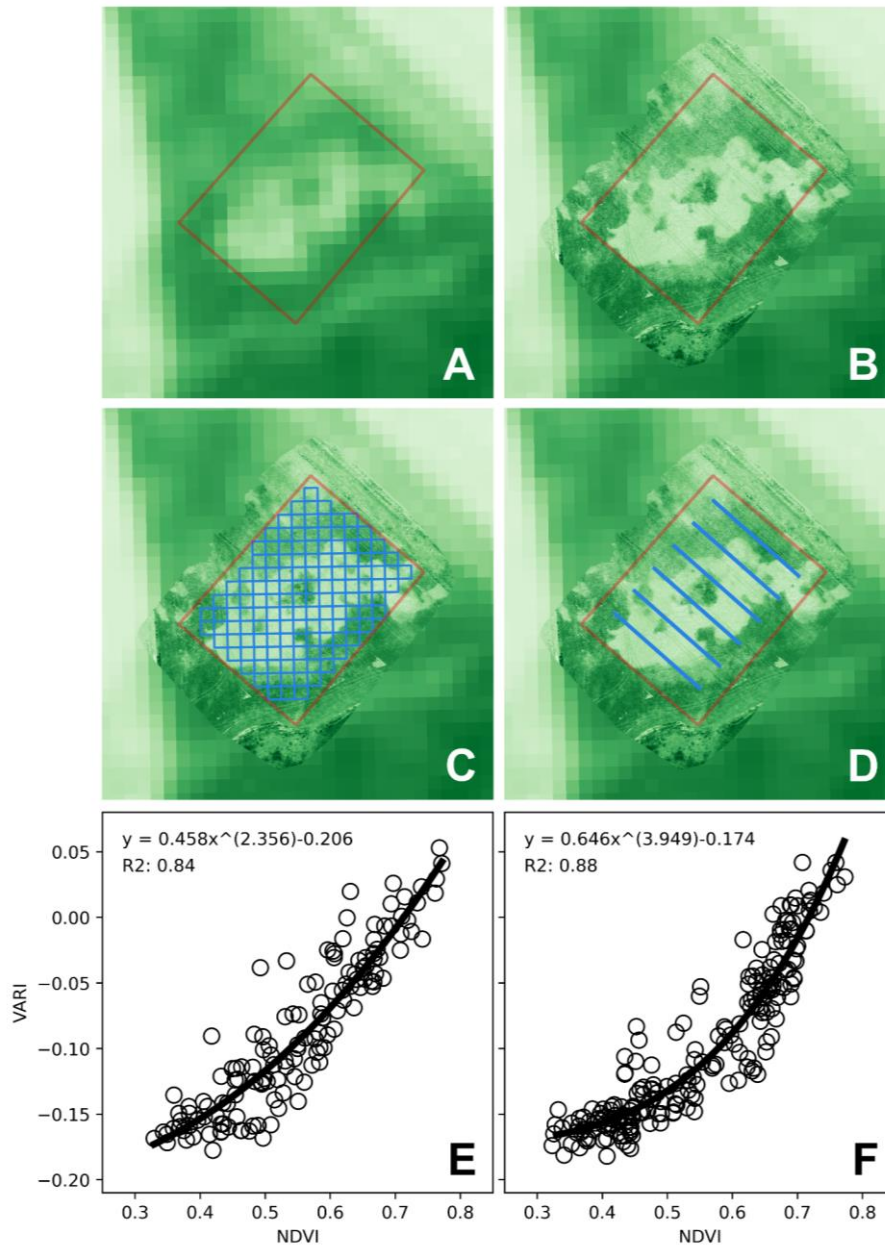 A
B
C
D
y = 0.458x^(2.356)-0.206
R2: 0.84
y = 0.646x^(3.949)-0.174
R2: 0.88
0.05
0.00
−0.05
−0.10
−0.15
−0.20
VARI
E
F
0.3 0.4 0.5 0.6 0.7 0.8
NDVI
0.3 0.4 0.5 0.6 0.7 0.8
NDVI